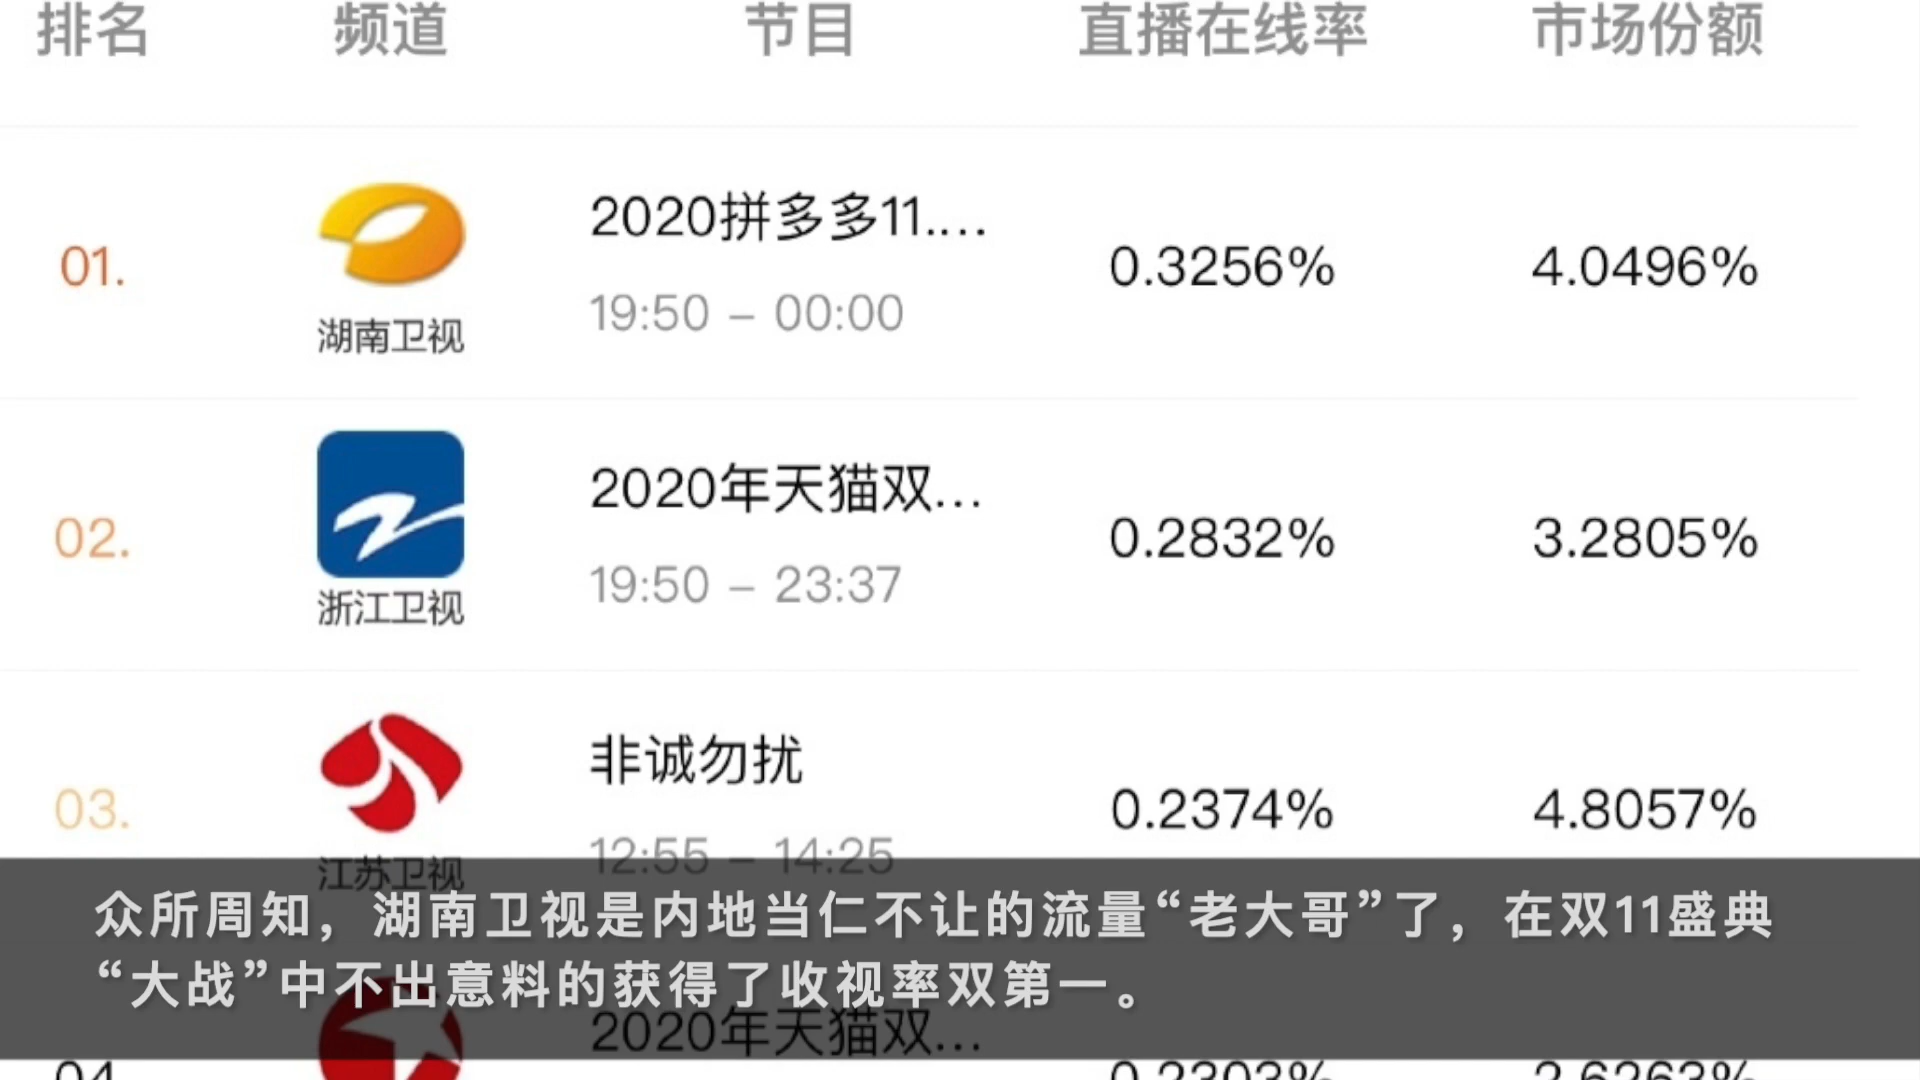 排名 频道 节目 直播在线率 市场份额
2020拼多多11.…
01. 0.3256% 4.0496%
19:50 – 00:00
湖南卫视
2020年天猫双…
02. 0.2832% 3.2805%
19:50 – 23:37
浙江卫视
非诚勿扰
03. 0.2374% 4.8057%
12:55 – 14:25
江苏卫视
众所周知，湖南卫视是内地当仁不让的流量“老大哥”了，在双11盛典
“大战”中不出意料的获得了收视率双第一。
2020年天猫双…
04 0.2303% 2.6263%